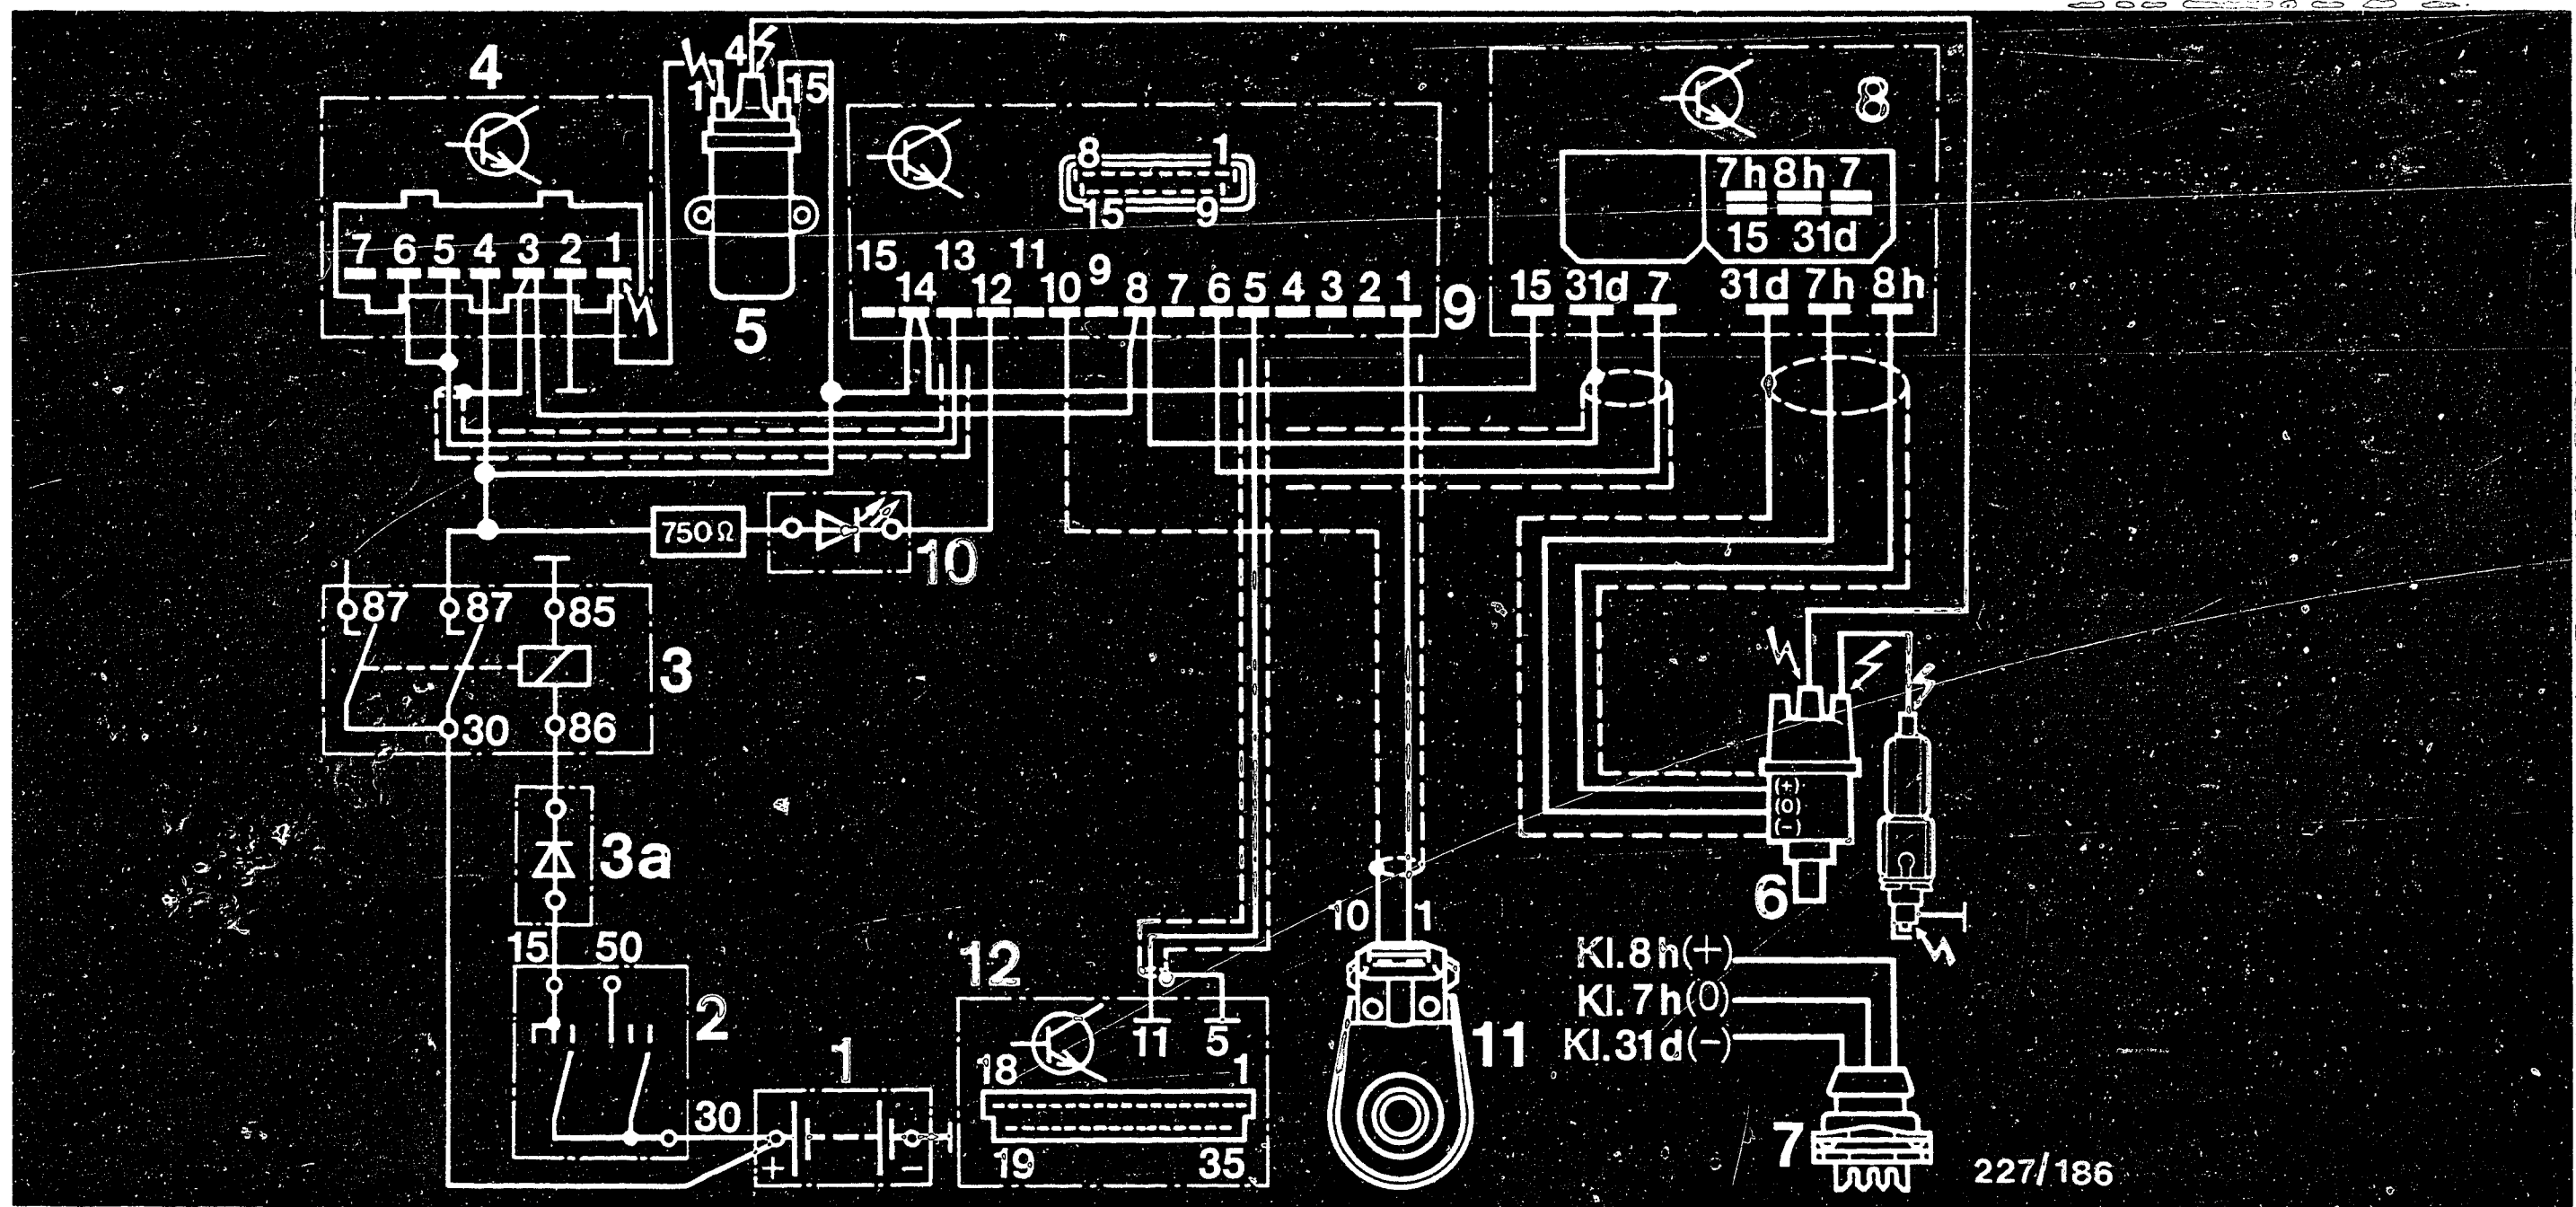 4
7 6 5 4 3 2 1
1 4 15
5
8 1
15 9
15 14 13 12 11 10 9 8 7 6 5 4 3 2 1
9
8
7h 8h 7
15 31d
15 31d 7 31d 7h 8h
750Ω
10
87 87 85
30 86
3
3a
15 50
2
30
1
+ −
12
11 5
18 1
19 35
10 1
11
(+)
(0)
(−)
6
Kl.8h(+)
Kl.7h(0)
Kl.31d(−)
7
227/186